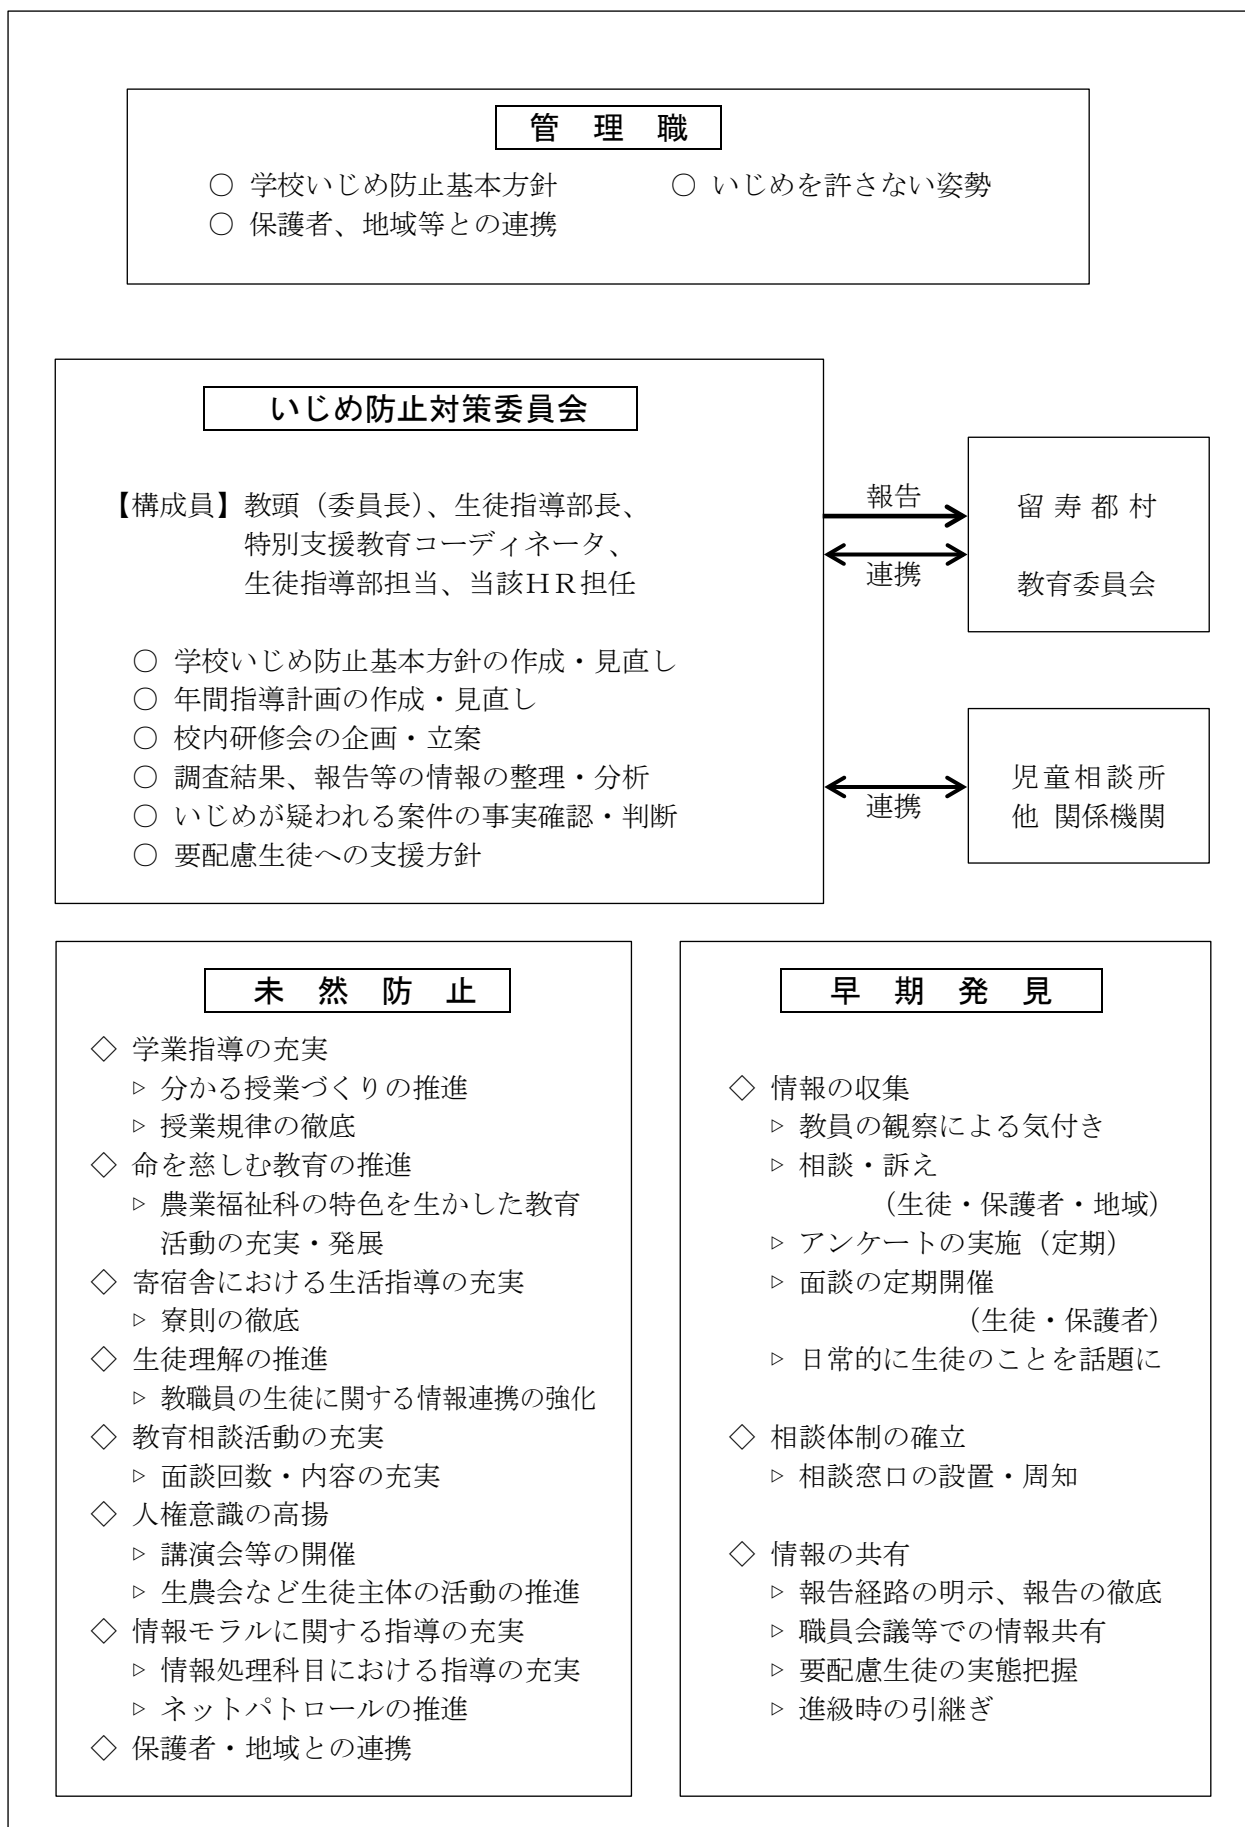 管 理 職
○ 学校いじめ防止基本方針 ○ いじめを許さない姿勢
○ 保護者、地域等との連携
いじめ防止対策委員会
【構成員】教頭（委員長）、生徒指導部長、
特別支援教育コーディネータ、
生徒指導部担当、当該ＨＲ担任
○ 学校いじめ防止基本方針の作成・見直し
○ 年間指導計画の作成・見直し
○ 校内研修会の企画・立案
○ 調査結果、報告等の情報の整理・分析
○ いじめが疑われる案件の事実確認・判断
○ 要配慮生徒への支援方針
報告
連携
留 寿 都 村
教育委員会
連携
児童相談所
他 関係機関
未 然 防 止
◇ 学業指導の充実
▷ 分かる授業づくりの推進
▷ 授業規律の徹底
◇ 命を慈しむ教育の推進
▷ 農業福祉科の特色を生かした教育
活動の充実・発展
◇ 寄宿舎における生活指導の充実
▷ 寮則の徹底
◇ 生徒理解の推進
▷ 教職員の生徒に関する情報連携の強化
◇ 教育相談活動の充実
▷ 面談回数・内容の充実
◇ 人権意識の高揚
▷ 講演会等の開催
▷ 生農会など生徒主体の活動の推進
◇ 情報モラルに関する指導の充実
▷ 情報処理科目における指導の充実
▷ ネットパトロールの推進
◇ 保護者・地域との連携
早 期 発 見
◇ 情報の収集
▷ 教員の観察による気付き
▷ 相談・訴え
（生徒・保護者・地域）
▷ アンケートの実施（定期）
▷ 面談の定期開催
（生徒・保護者）
▷ 日常的に生徒のことを話題に
◇ 相談体制の確立
▷ 相談窓口の設置・周知
◇ 情報の共有
▷ 報告経路の明示、報告の徹底
▷ 職員会議等での情報共有
▷ 要配慮生徒の実態把握
▷ 進級時の引継ぎ